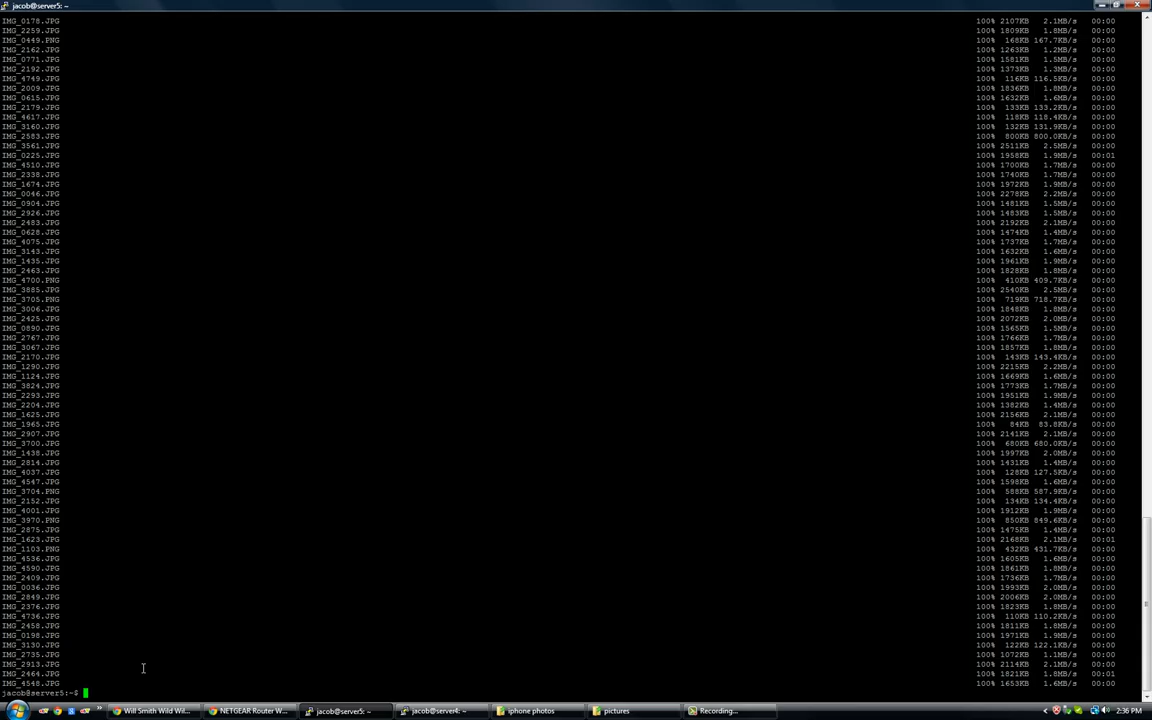 jacob@server5: ~
IMG_0178.JPG 100% 2107KB 2.1MB/s 00:00
IMG_2259.JPG 100% 1809KB 1.8MB/s 00:00
IMG_0449.PNG 100% 168KB 167.7KB/s 00:00
IMG_2162.JPG 100% 1263KB 1.2MB/s 00:00
IMG_0771.JPG 100% 1581KB 1.5MB/s 00:00
IMG_2192.JPG 100% 1373KB 1.3MB/s 00:00
IMG_4749.JPG 100% 116KB 116.5KB/s 00:00
IMG_2009.JPG 100% 1836KB 1.8MB/s 00:00
IMG_0615.JPG 100% 1632KB 1.6MB/s 00:00
IMG_2179.JPG 100% 133KB 133.2KB/s 00:00
IMG_4617.JPG 100% 118KB 118.4KB/s 00:00
IMG_3160.JPG 100% 132KB 131.9KB/s 00:00
IMG_2583.JPG 100% 800KB 800.0KB/s 00:00
IMG_3561.JPG 100% 2511KB 2.5MB/s 00:00
IMG_0225.JPG 100% 1958KB 1.9MB/s 00:01
IMG_4510.JPG 100% 1700KB 1.7MB/s 00:00
IMG_2338.JPG 100% 1740KB 1.7MB/s 00:00
IMG_1674.JPG 100% 1972KB 1.9MB/s 00:00
IMG_0046.JPG 100% 2278KB 2.2MB/s 00:00
IMG_0904.JPG 100% 1481KB 1.5MB/s 00:00
IMG_2926.JPG 100% 1483KB 1.5MB/s 00:00
IMG_2483.JPG 100% 2192KB 2.1MB/s 00:00
IMG_0628.JPG 100% 1474KB 1.4MB/s 00:00
IMG_4075.JPG 100% 1737KB 1.7MB/s 00:00
IMG_3143.JPG 100% 1632KB 1.6MB/s 00:00
IMG_1435.JPG 100% 1961KB 1.9MB/s 00:00
IMG_2463.JPG 100% 1828KB 1.8MB/s 00:00
IMG_4700.PNG 100% 410KB 409.7KB/s 00:00
IMG_3885.JPG 100% 2540KB 2.5MB/s 00:00
IMG_3705.PNG 100% 719KB 718.7KB/s 00:00
IMG_3006.JPG 100% 1848KB 1.8MB/s 00:00
IMG_2425.JPG 100% 2072KB 2.0MB/s 00:00
IMG_0890.JPG 100% 1565KB 1.5MB/s 00:00
IMG_2767.JPG 100% 1766KB 1.7MB/s 00:00
IMG_3067.JPG 100% 1857KB 1.8MB/s 00:00
IMG_2170.JPG 100% 143KB 143.4KB/s 00:00
IMG_1290.JPG 100% 2215KB 2.2MB/s 00:00
IMG_1124.JPG 100% 1669KB 1.6MB/s 00:00
IMG_3824.JPG 100% 1773KB 1.7MB/s 00:00
IMG_2293.JPG 100% 1951KB 1.9MB/s 00:00
IMG_2204.JPG 100% 1382KB 1.4MB/s 00:00
IMG_1625.JPG 100% 2156KB 2.1MB/s 00:00
IMG_1965.JPG 100% 84KB 83.8KB/s 00:00
IMG_2907.JPG 100% 2141KB 2.1MB/s 00:00
IMG_3700.JPG 100% 680KB 680.0KB/s 00:00
IMG_1438.JPG 100% 1997KB 2.0MB/s 00:00
IMG_2814.JPG 100% 1431KB 1.4MB/s 00:00
IMG_4037.JPG 100% 128KB 127.5KB/s 00:00
IMG_4547.JPG 100% 1598KB 1.6MB/s 00:00
IMG_3704.PNG 100% 588KB 587.9KB/s 00:00
IMG_2152.JPG 100% 134KB 134.4KB/s 00:00
IMG_4001.JPG 100% 1912KB 1.9MB/s 00:00
IMG_3970.PNG 100% 850KB 849.6KB/s 00:00
IMG_2875.JPG 100% 1475KB 1.4MB/s 00:00
IMG_1623.JPG 100% 2168KB 2.1MB/s 00:01
IMG_1103.PNG 100% 432KB 431.7KB/s 00:00
IMG_4536.JPG 100% 1605KB 1.6MB/s 00:00
IMG_4590.JPG 100% 1861KB 1.8MB/s 00:00
IMG_2409.JPG 100% 1736KB 1.7MB/s 00:00
IMG_0036.JPG 100% 1993KB 2.0MB/s 00:00
IMG_2849.JPG 100% 2006KB 2.0MB/s 00:00
IMG_2376.JPG 100% 1823KB 1.8MB/s 00:00
IMG_4736.JPG 100% 110KB 110.2KB/s 00:00
IMG_2458.JPG 100% 1811KB 1.8MB/s 00:00
IMG_0198.JPG 100% 1971KB 1.9MB/s 00:00
IMG_3130.JPG 100% 122KB 122.1KB/s 00:00
IMG_2735.JPG 100% 1072KB 1.1MB/s 00:00
IMG_2913.JPG 100% 2114KB 2.1MB/s 00:00
IMG_2464.JPG 100% 1821KB 1.8MB/s 00:01
IMG_4548.JPG 100% 1653KB 1.6MB/s 00:00
jacob@server5:~$
Will Smith Wild Wil... NETGEAR Router W... jacob@server5: ~ jacob@server4: ~ iphone photos pictures Recording... 2:36 PM